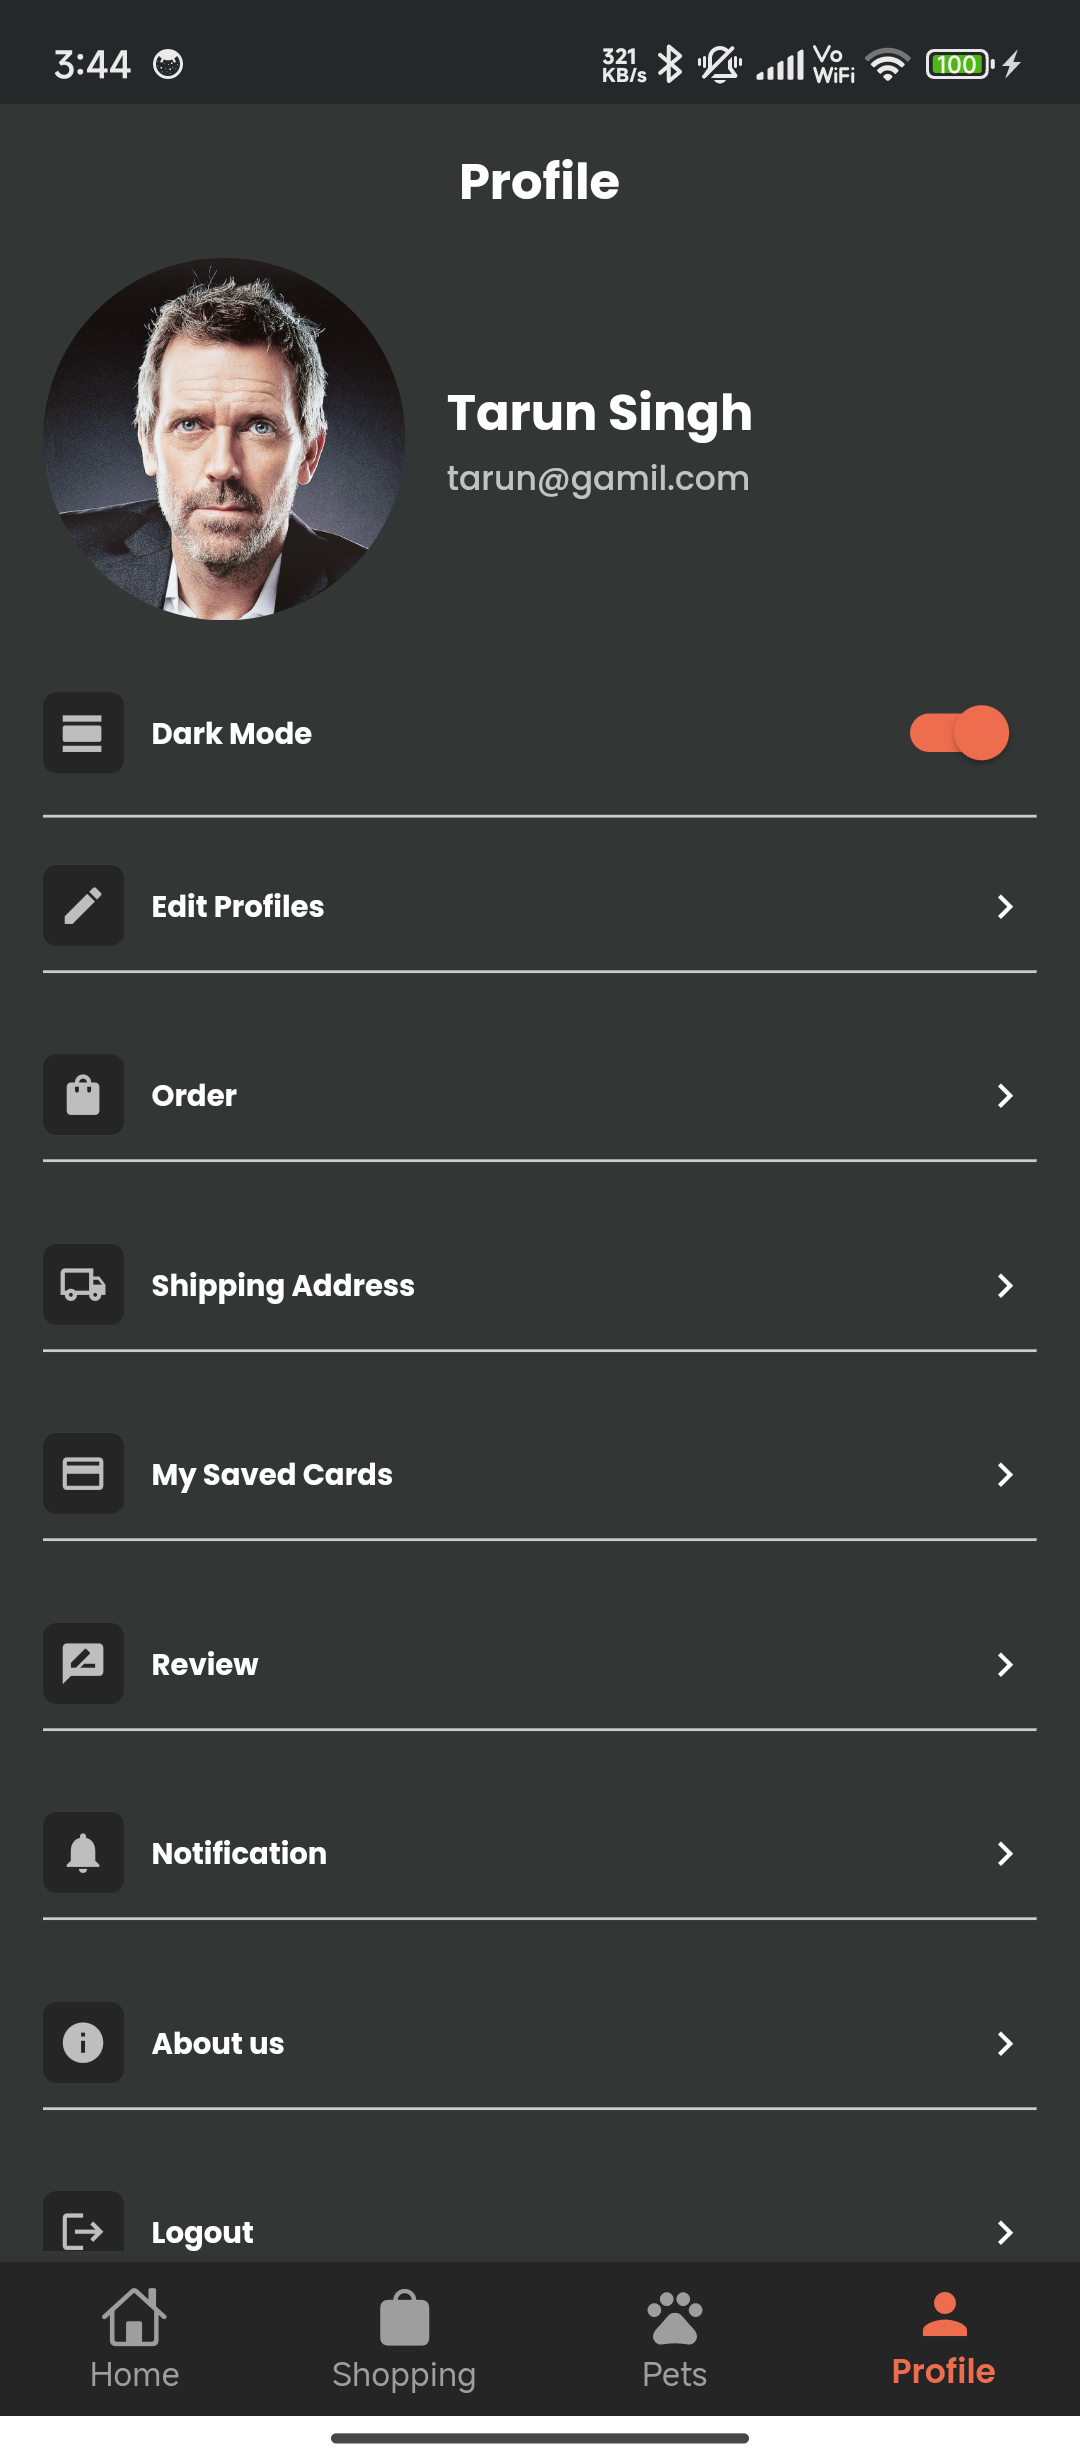 3:44
321 KB/s
Vo WiFi
100
Profile
Tarun Singh
tarun@gamil.com
Dark Mode
Edit Profiles
Order
Shipping Address
My Saved Cards
Review
Notification
About us
Logout
Home Shopping Pets Profile